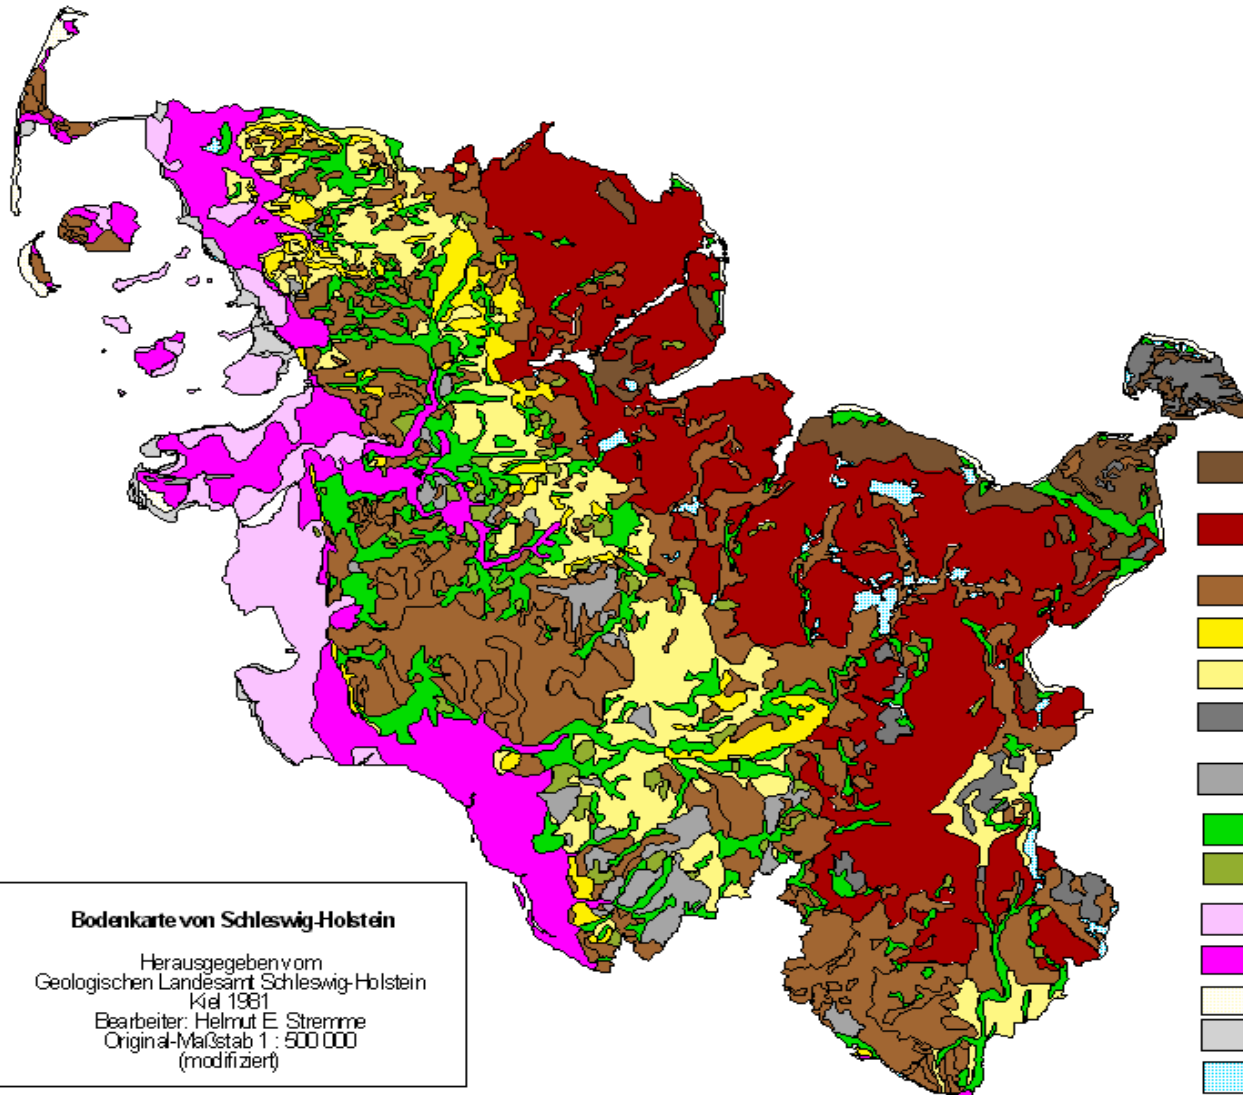 Bodenkarte von Schleswig-Holstein
Herausgegeben vom
Geologischen Landesamt Schleswig-Holstein
Kiel 1981
Bearbeiter: Helmut E. Stremme
Original-Maßstab 1 : 500 000
(modifiziert)